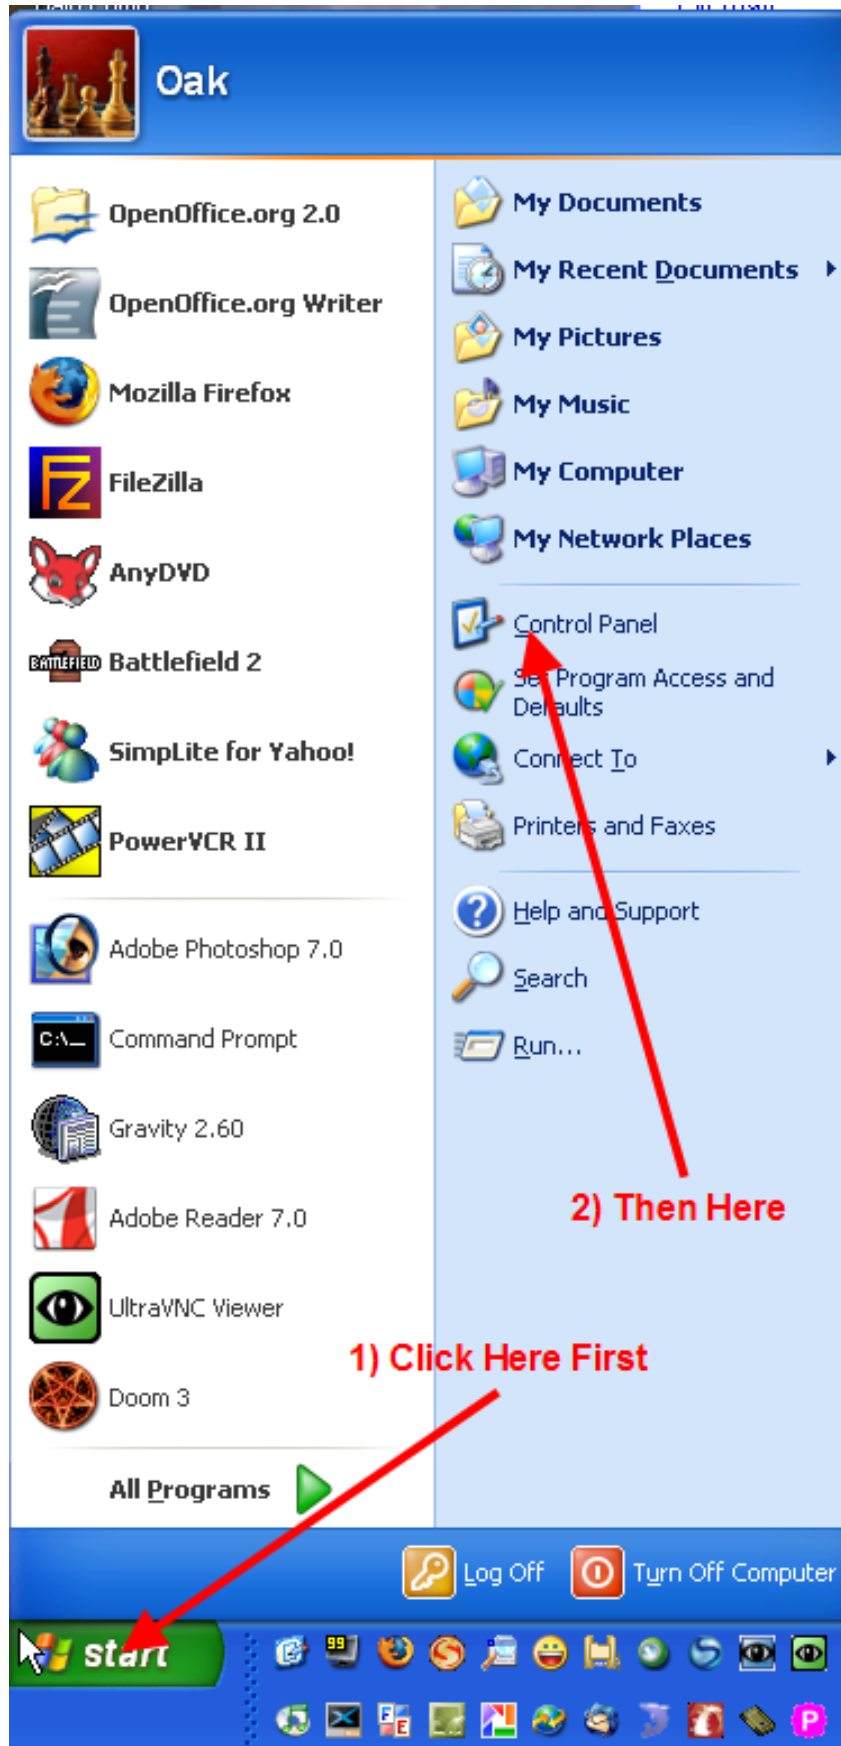 Oak
OpenOffice.org 2.0
OpenOffice.org Writer
Mozilla Firefox
FileZilla
AnyDVD
BATTLEFIELD 2
Battlefield 2
SimpLite for Yahoo!
PowerVCR II
Adobe Photoshop 7.0
C:\_
Command Prompt
Gravity 2.60
Adobe Reader 7.0
UltraVNC Viewer
Doom 3
All Programs
My Documents
My Recent Documents
My Pictures
My Music
My Computer
My Network Places
Control Panel
Set Program Access and
Defaults
Connect To
Printers and Faxes
Help and Support
Search
Run...
2) Then Here
1) Click Here First
Log Off
Turn Off Computer
start
99
F
E
P